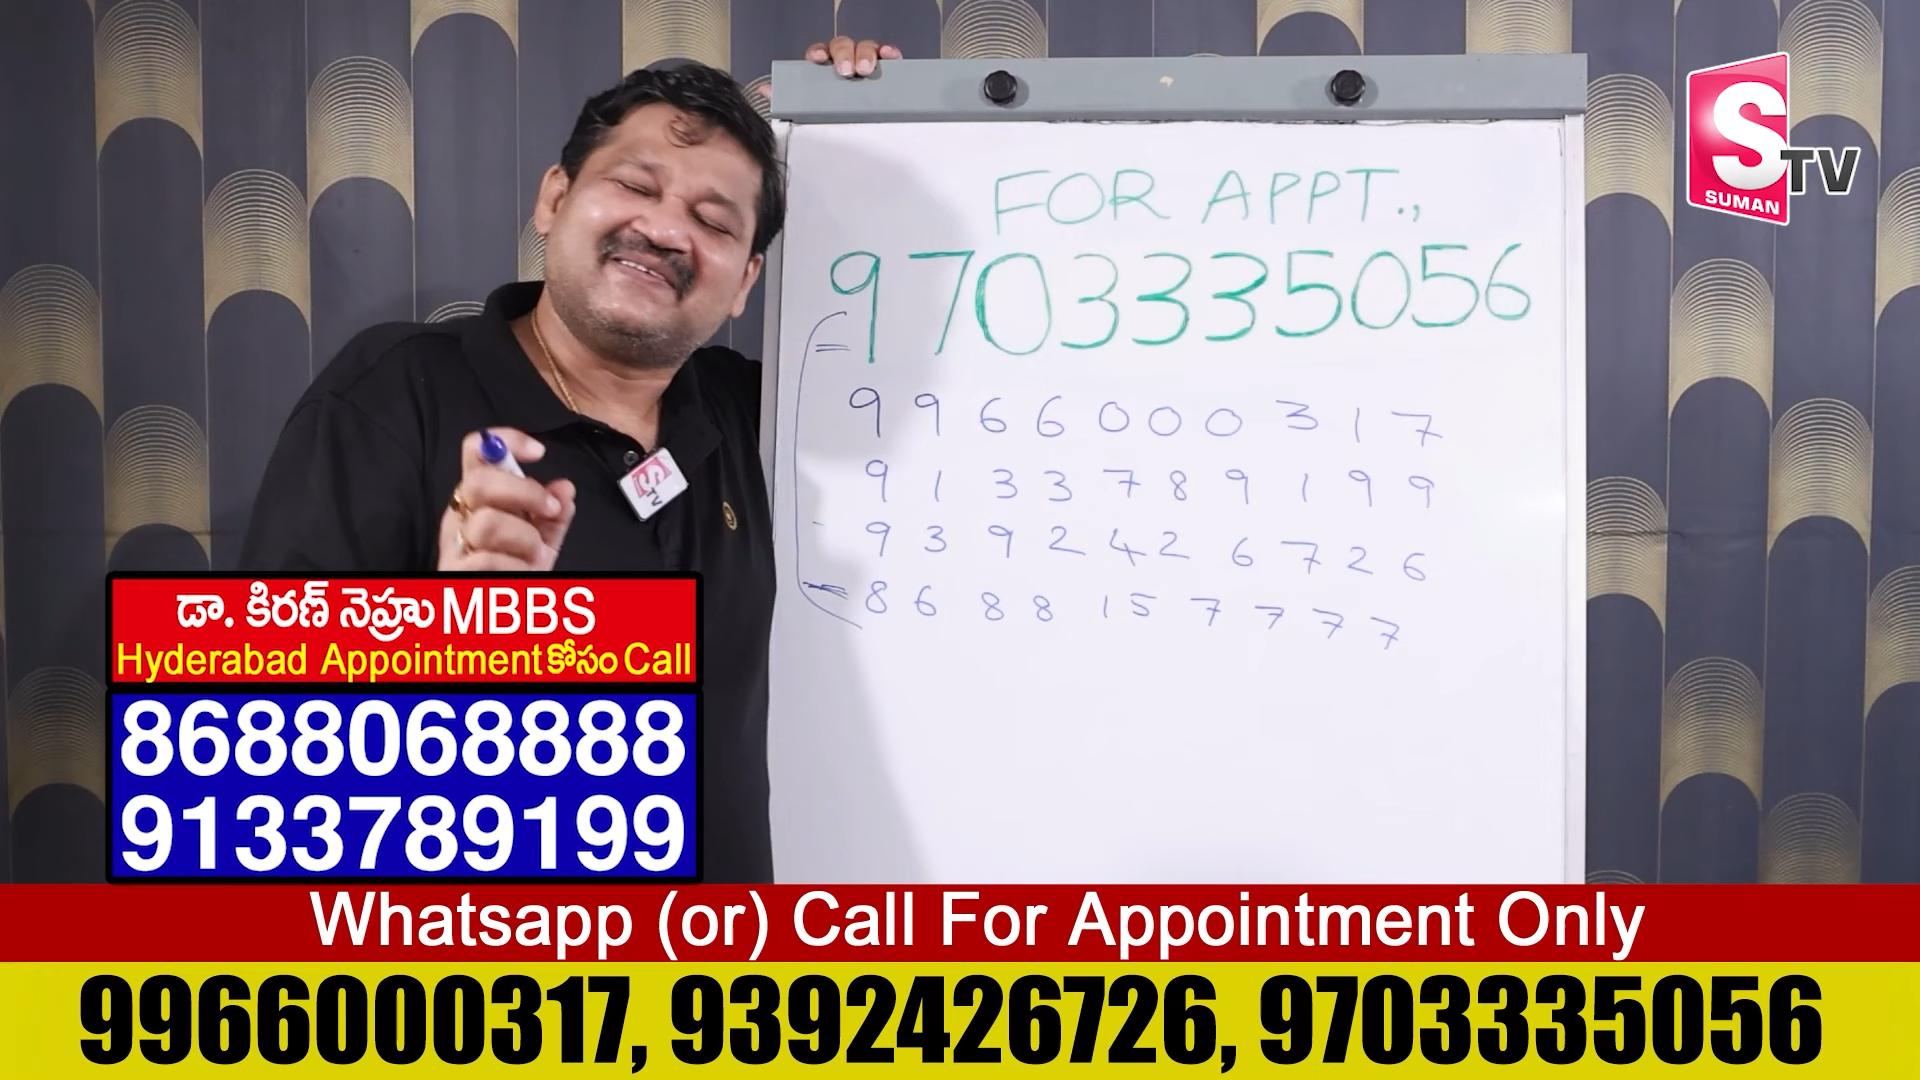 S
TV
SUMAN
FOR APPT.,
9703335056
9966000317
9133789199
9392426726
8688157777
S
TV
డా. కిరణ్ నెహ్రు MBBS
Hyderabad Appointment కోసం Call
8688068888
9133789199
Whatsapp (or) Call For Appointment Only
9966000317, 9392426726, 9703335056